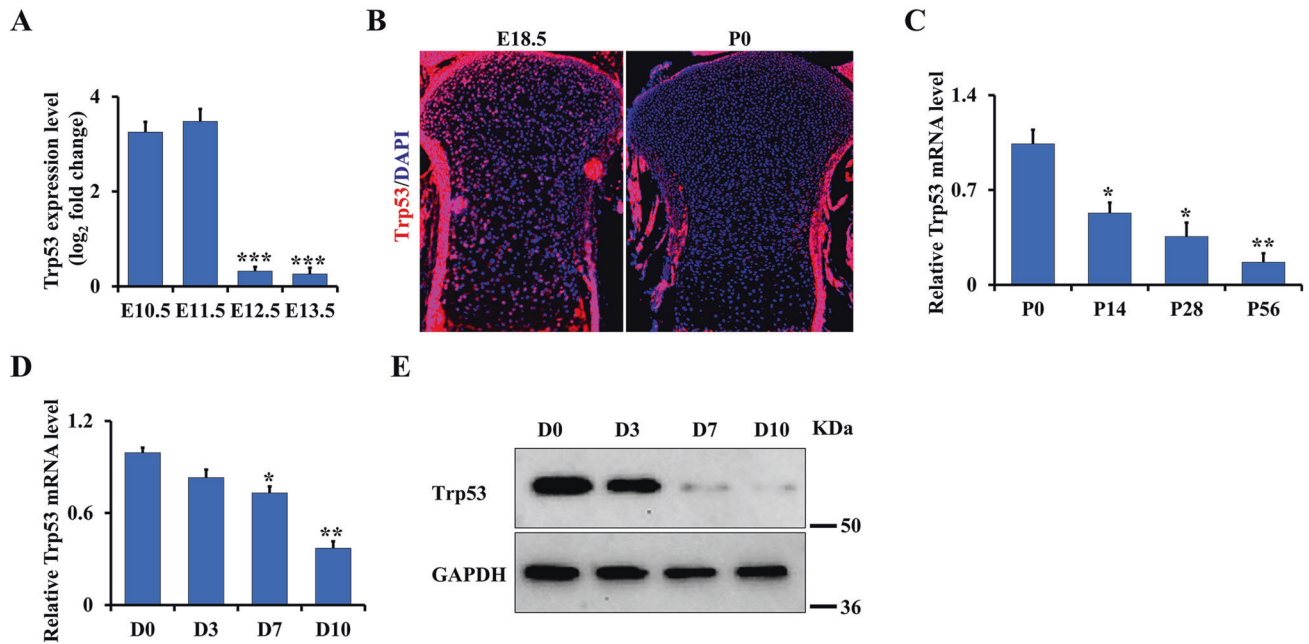 A
Trp53 expression level
(log2 fold change)
4
2
0
*** ***
E10.5 E11.5 E12.5 E13.5
B
E18.5 P0
Trp53/DAPI
C
Relative Trp53 mRNA level
1.4
0.7
0
* * **
P0 P14 P28 P56
D
Relative Trp53 mRNA level
1.2
0.6
0
* **
D0 D3 D7 D10
E
D0 D3 D7 D10 KDa
Trp53
50
GAPDH
36